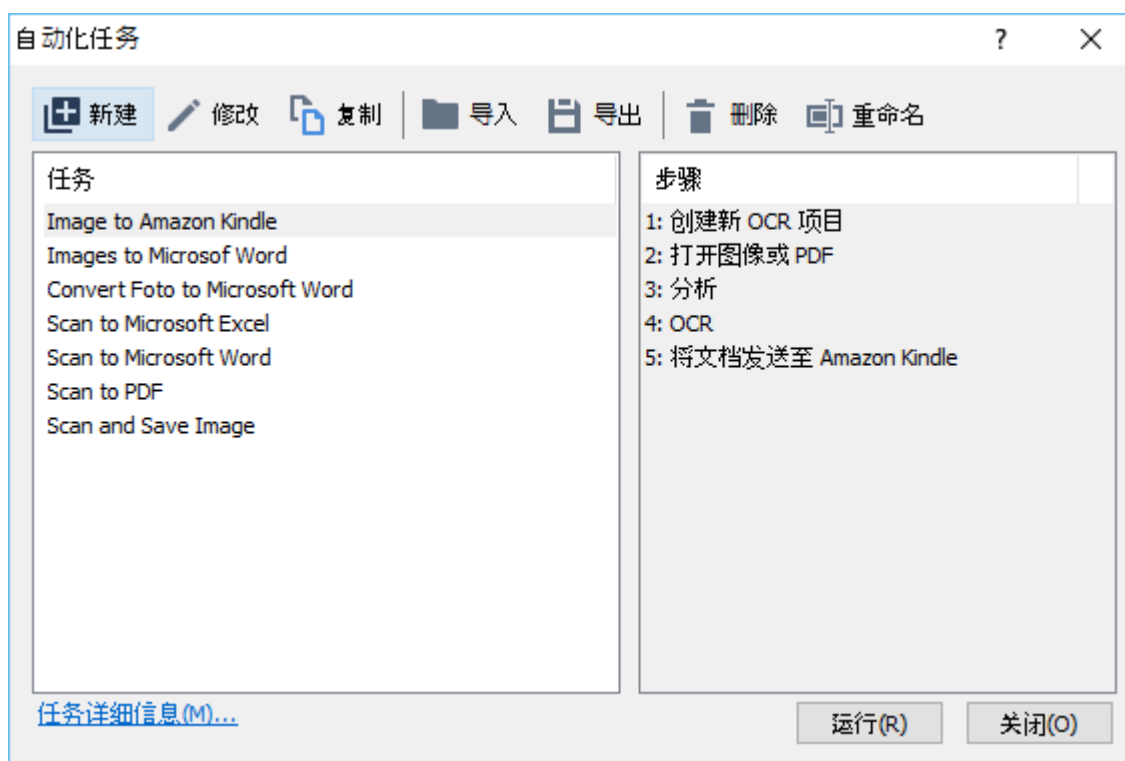 自动化任务
新建 修改 复制 导入 导出 删除 重命名
任务
Image to Amazon Kindle
Images to Microsof Word
Convert Foto to Microsoft Word
Scan to Microsoft Excel
Scan to Microsoft Word
Scan to PDF
Scan and Save Image
步骤
1: 创建新 OCR 项目
2: 打开图像或 PDF
3: 分析
4: OCR
5: 将文档发送至 Amazon Kindle
任务详细信息(M)...
运行(R) 关闭(O)